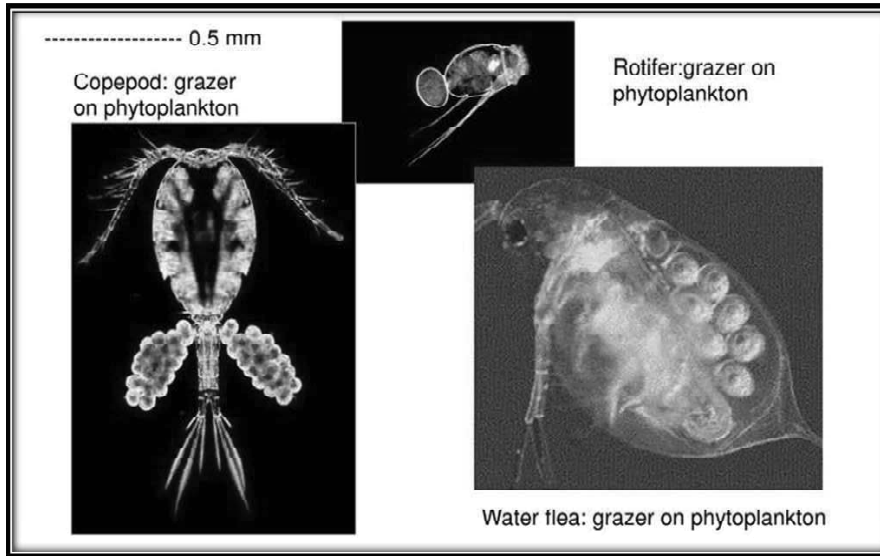 0.5 mm
Copepod: grazer
on phytoplankton
Rotifer:grazer on
phytoplankton
Water flea: grazer on phytoplankton